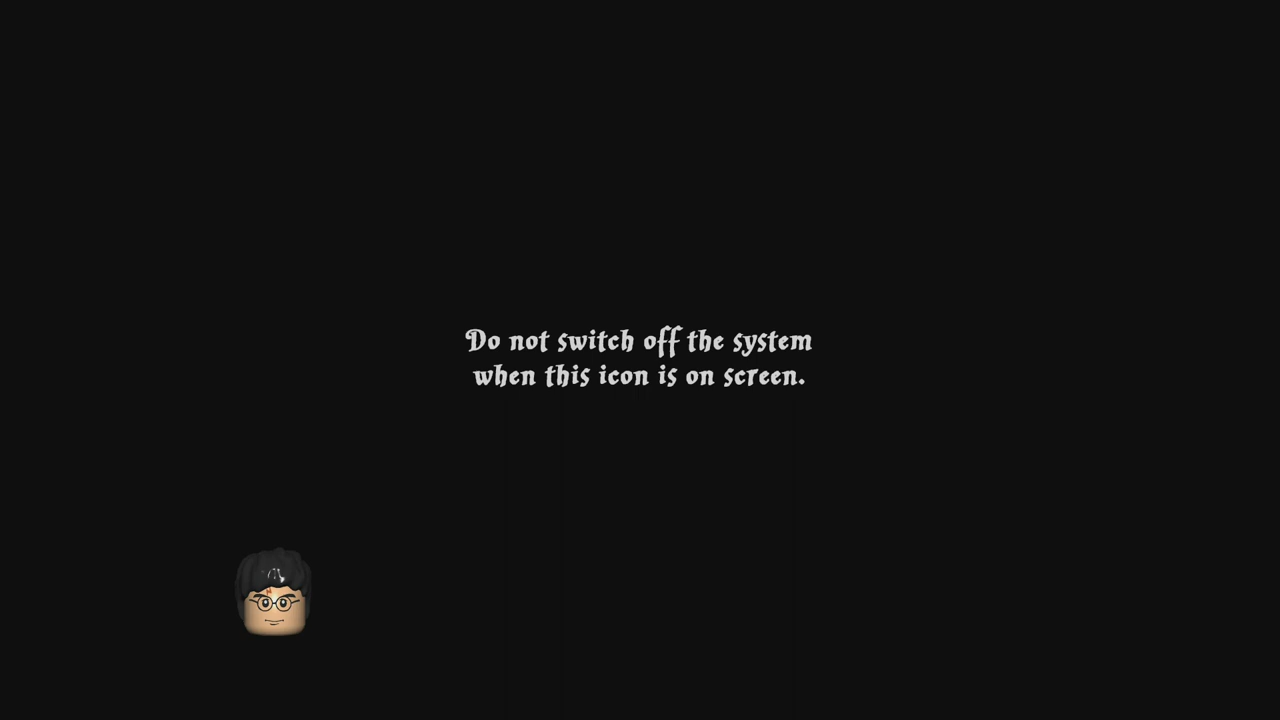 Do not switch off the system
when this icon is on screen.